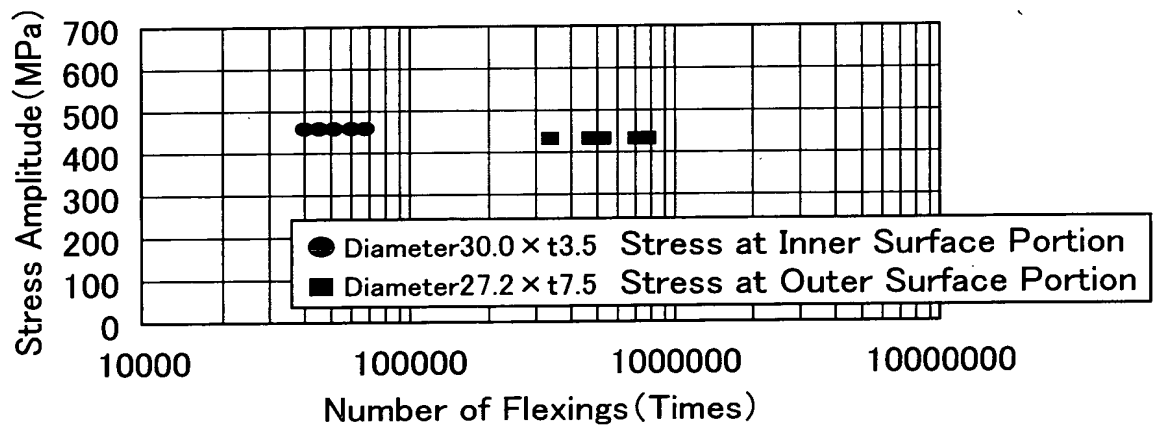 700
600
500
400
300
200
100
0
Stress Amplitude(MPa)
● Diameter30.0×t3.5 Stress at Inner Surface Portion
■ Diameter27.2×t7.5 Stress at Outer Surface Portion
10000 100000 1000000 10000000
Number of Flexings(Times)